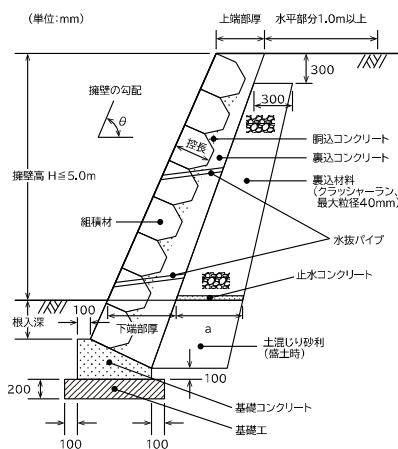 (単位:mm)
上端部厚
水平部分1.0m以上
300
300
擁壁の勾配
θ
控長
胴込コンクリート
裏込コンクリート
裏込材料
(クラッシャーラン、
最大粒径40mm)
擁壁高 H≦5.0m
組積材
水抜パイプ
止水コンクリート
100
根入深
下端部厚
a
土混じり砂利
(盛土時)
100
200
基礎コンクリート
基礎工
100
100